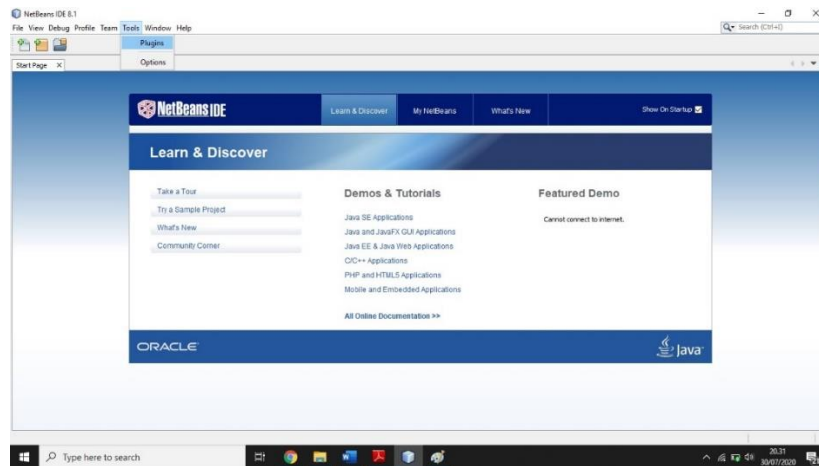 NetBeans IDE 8.1
File View Debug Profile Team Tools Window Help
Search (Ctrl+I)
Plugins
Options
Start Page X
NetBeans IDE
Learn & Discover
My NetBeans
What's New
Show On Startup
Learn & Discover
Take a Tour
Try a Sample Project
What's New
Community Corner
Demos & Tutorials
Java SE Applications
Java and JavaFX GUI Applications
Java EE & Java Web Applications
C/C++ Applications
PHP and HTML5 Applications
Mobile and Embedded Applications
All Online Documentation >>
Featured Demo
Cannot connect to internet.
ORACLE
Java
Type here to search
20.31
30/07/2020